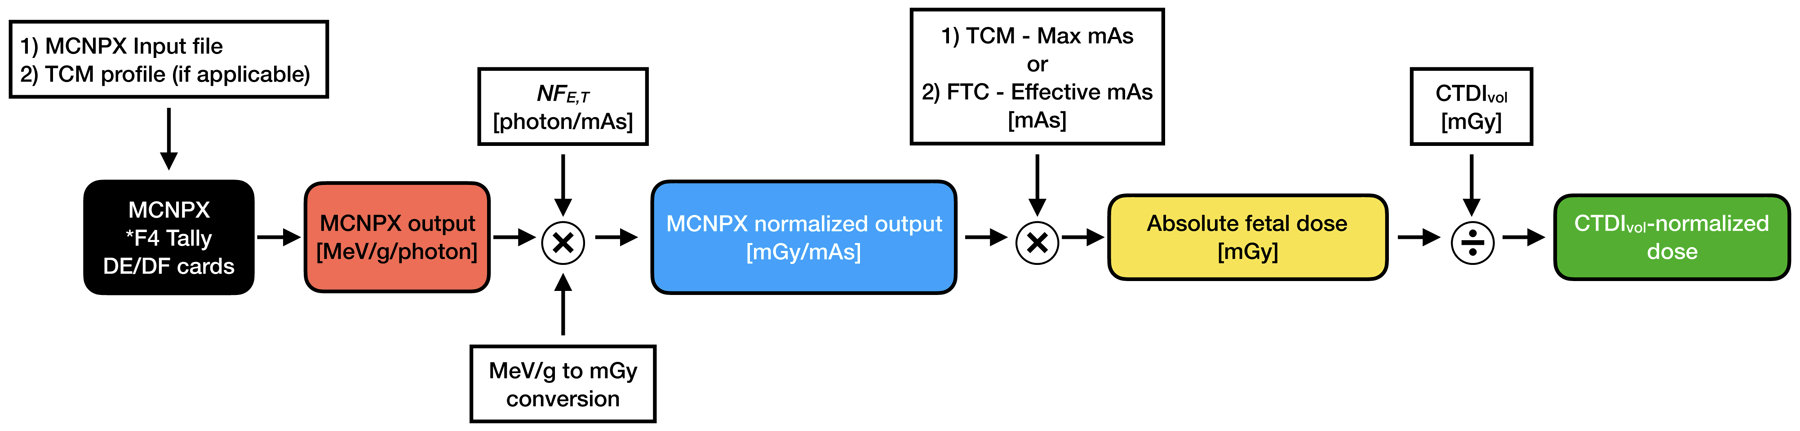 1) MCNPX Input file
2) TCM profile (if applicable)
MCNPX
*F4 Tally
DE/DF cards
MCNPX output
[MeV/g/photon]
NF_E,T
[photon/mAs]
×
MeV/g to mGy
conversion
MCNPX normalized output
[mGy/mAs]
1) TCM - Max mAs
or
2) FTC - Effective mAs
[mAs]
×
Absolute fetal dose
[mGy]
CTDIvol
[mGy]
÷
CTDIvol-normalized
dose